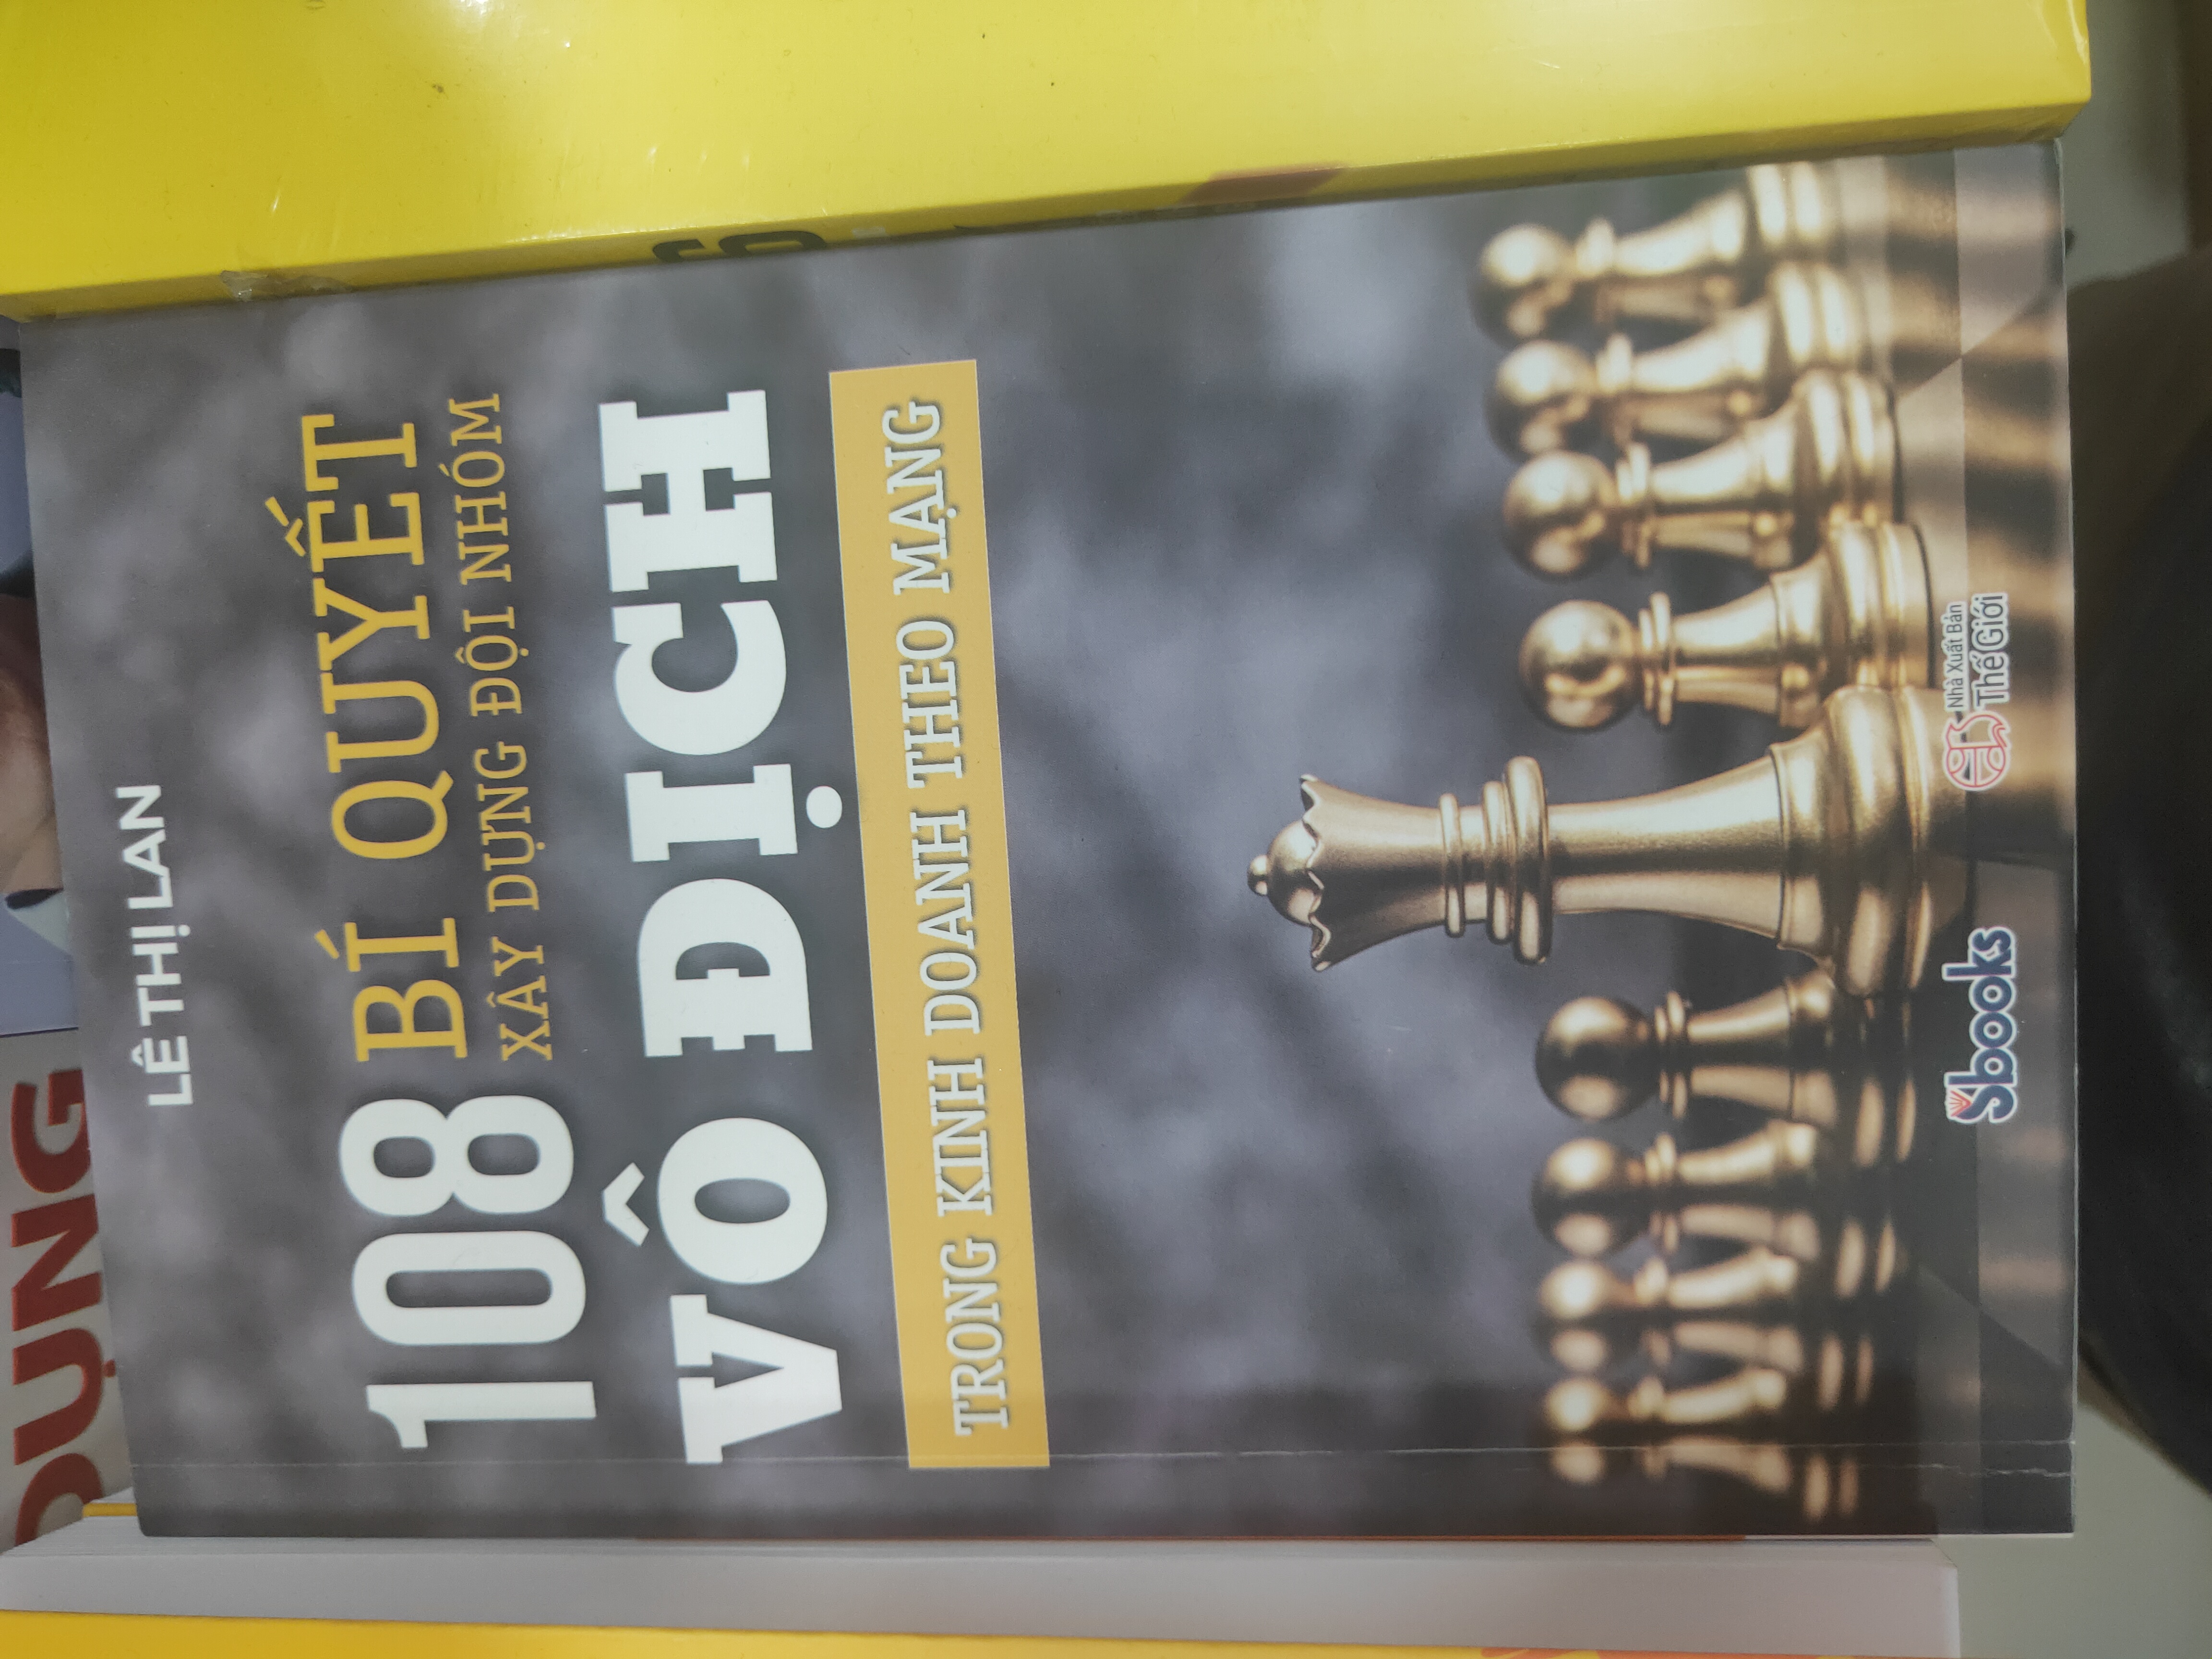 LÊ THỊ LAN
108 BÍ QUYẾT
XÂY DỰNG ĐỘI NHÓM
VÔ ĐỊCH
TRONG KINH DOANH THEO MẠNG
Sbooks
Nhà Xuất Bản
Thế Giới